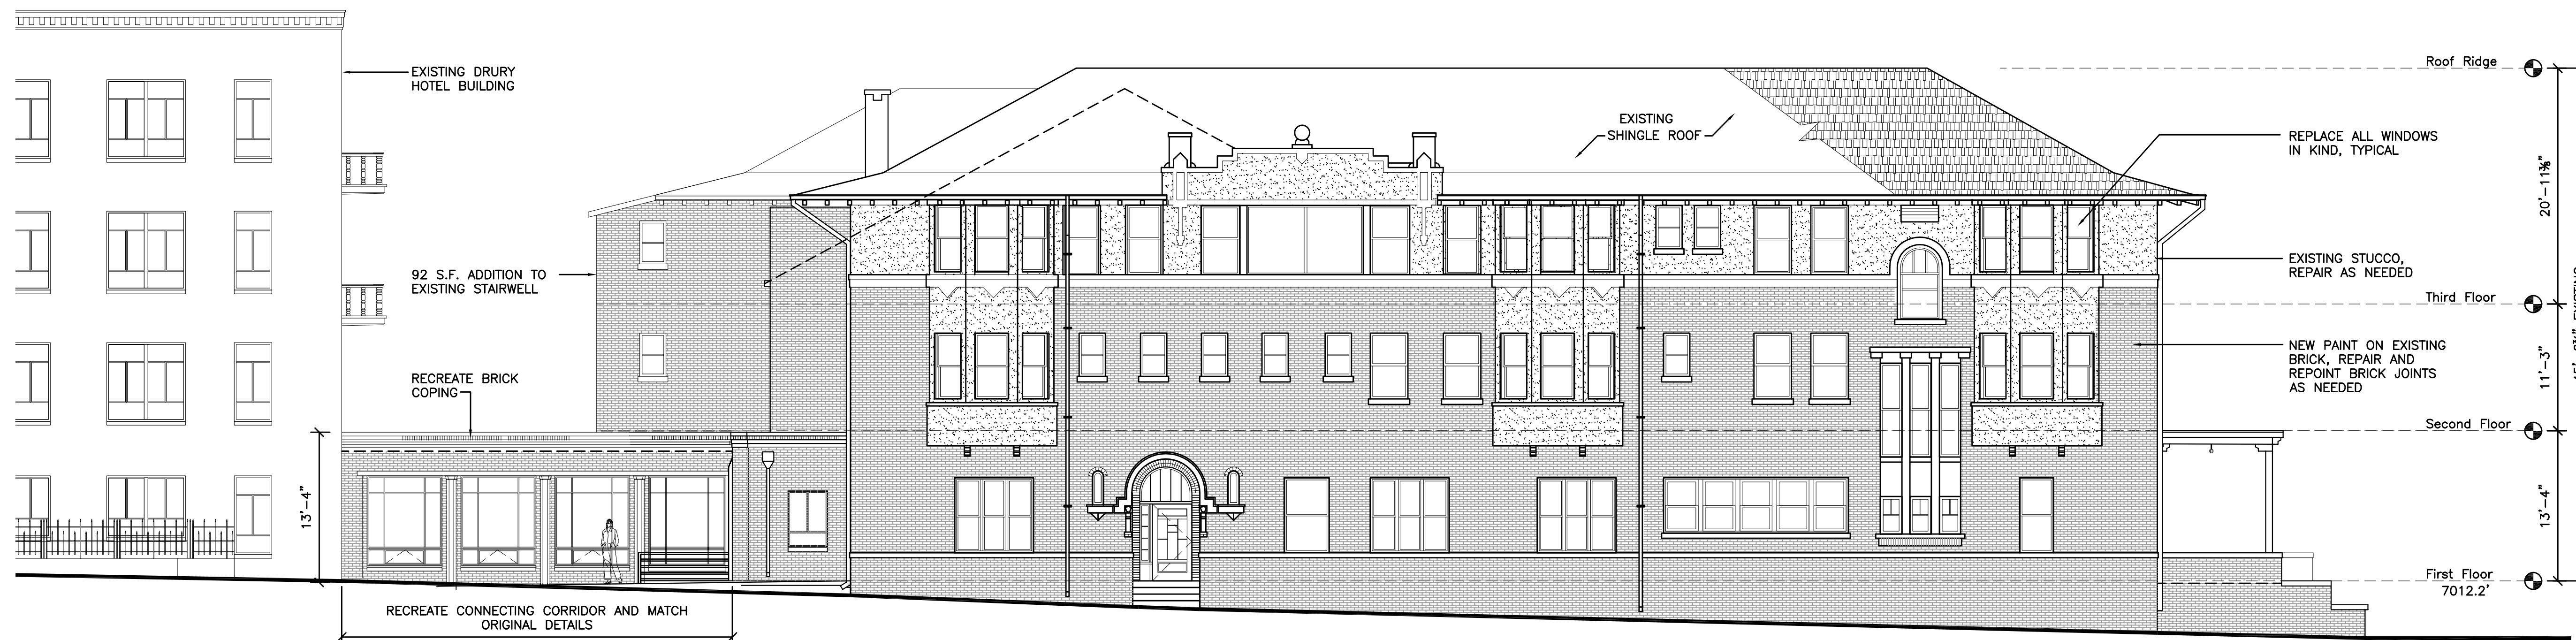 EXISTING DRURY
HOTEL BUILDING
92 S.F. ADDITION TO
EXISTING STAIRWELL
RECREATE BRICK
COPING
13'-4"
RECREATE CONNECTING CORRIDOR AND MATCH
ORIGINAL DETAILS
EXISTING
SHINGLE ROOF
REPLACE ALL WINDOWS
IN KIND, TYPICAL
EXISTING STUCCO,
REPAIR AS NEEDED
NEW PAINT ON EXISTING
BRICK, REPAIR AND
REPOINT BRICK JOINTS
AS NEEDED
Roof Ridge
Third Floor
Second Floor
First Floor
7012.2'
11'-3"
13'-4"